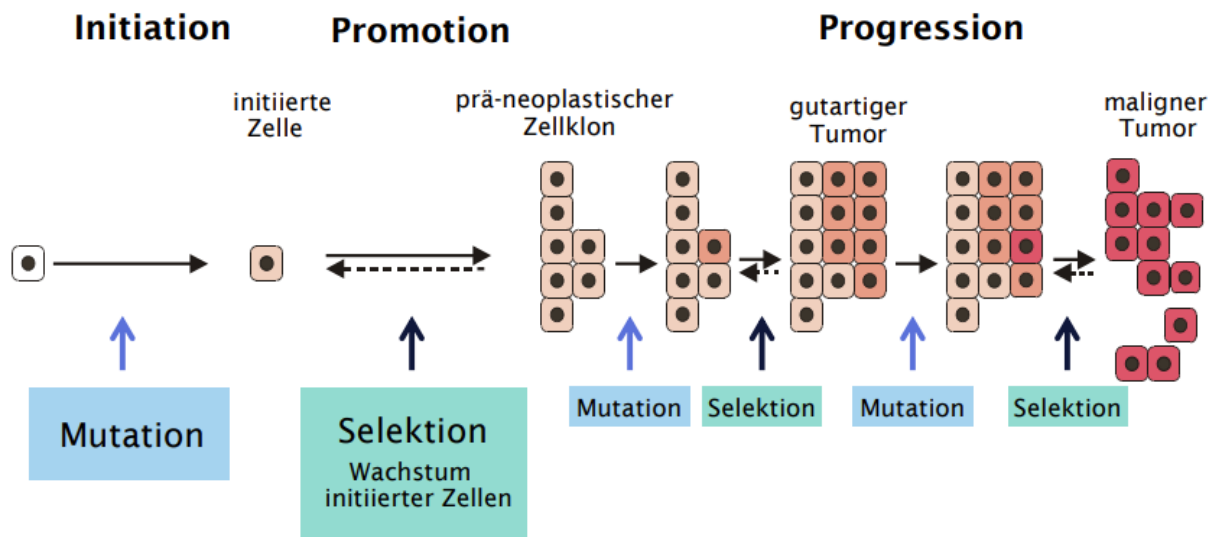 Initiation
Promotion
Progression
initiierte
Zelle
prä-neoplastischer
Zellklon
gutartiger
Tumor
maligner
Tumor
Mutation
Selektion
Wachstum
initiierter Zellen
Mutation
Selektion
Mutation
Selektion